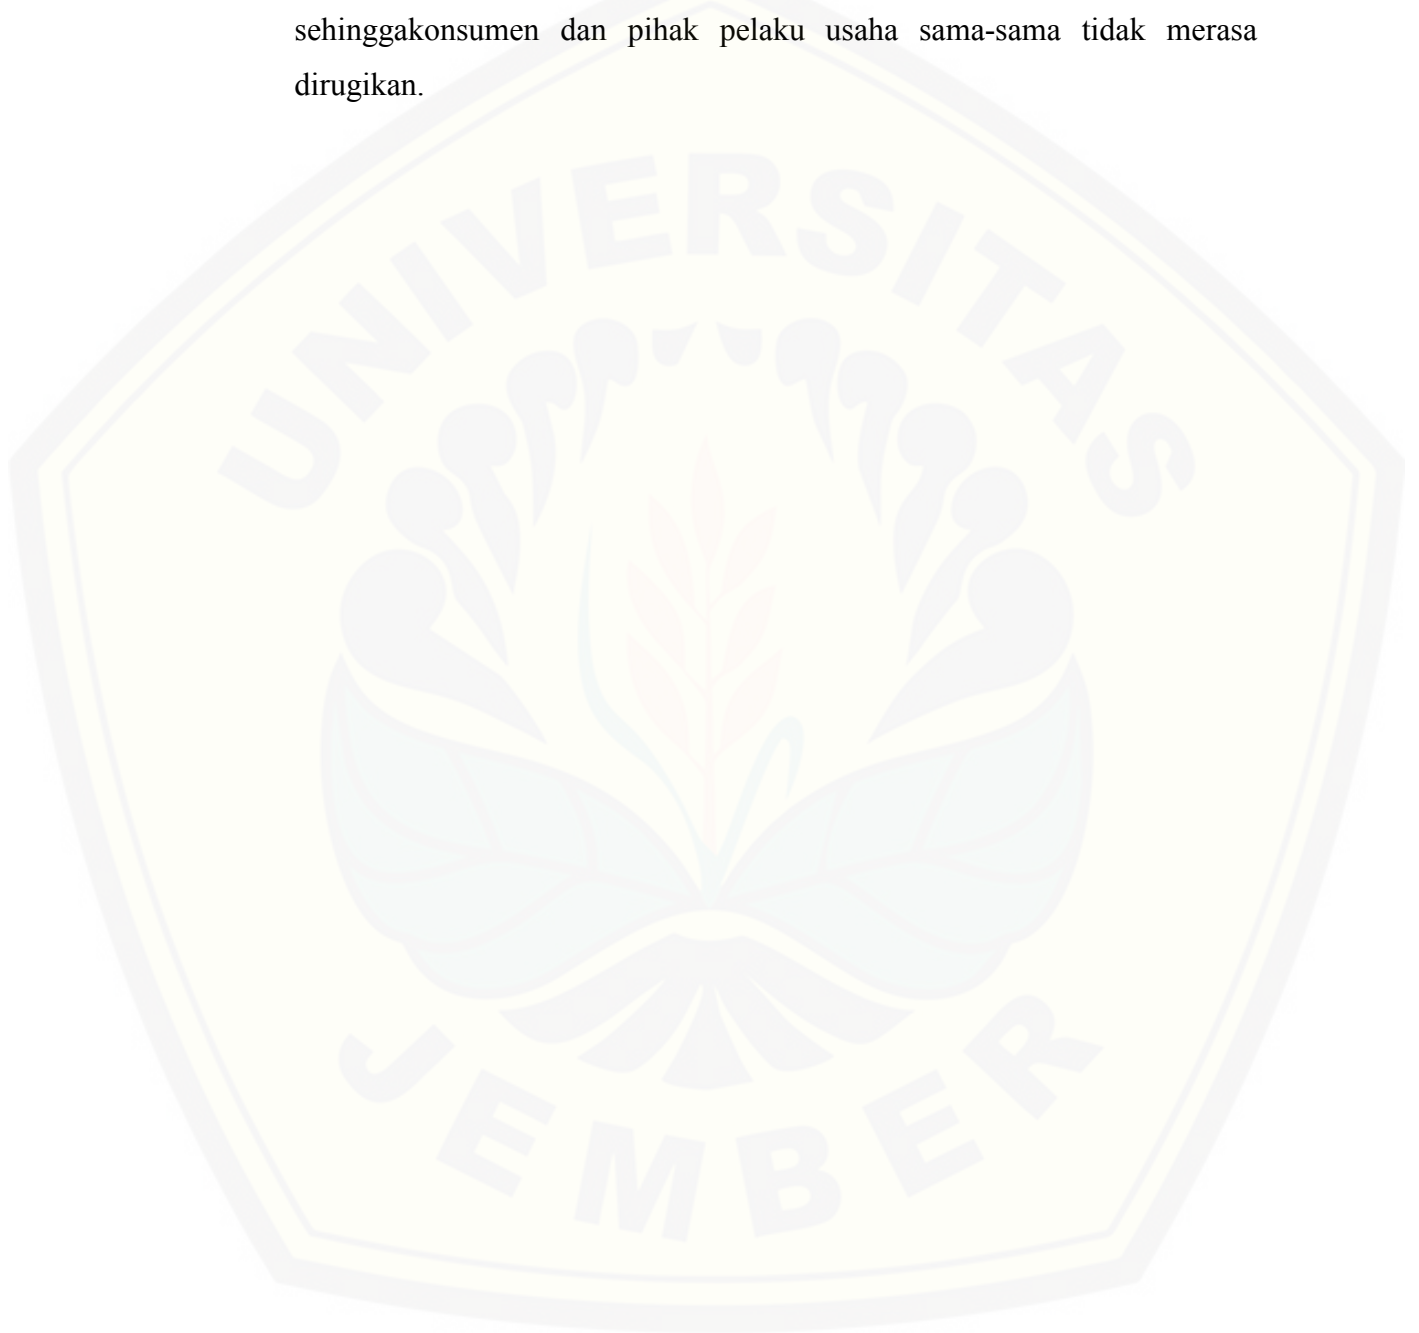 sehinggakonsumen dan pihak pelaku usaha sama-sama tidak merasa
dirugikan.
UNIVERSITAS
JEMBER